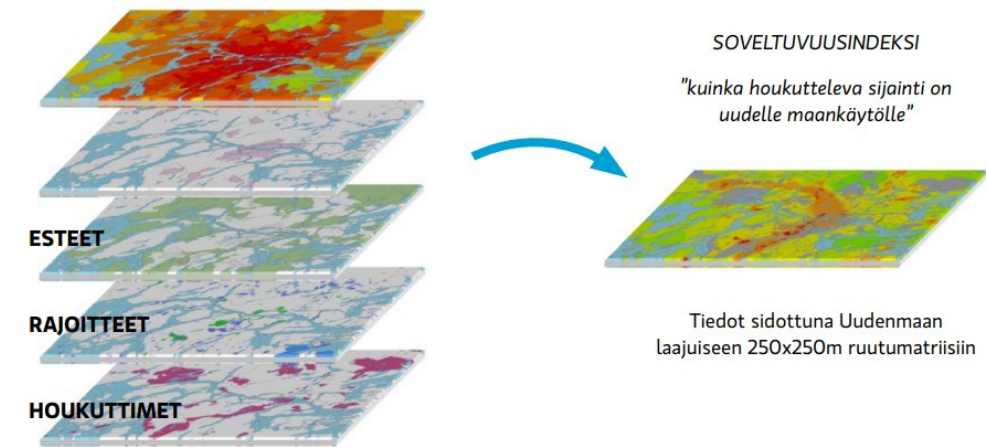 ESTEET
RAJOITTEET
HOUKUTTIMET
SOVELTUVUUSINDEKSI
"kuinka houkutteleva sijainti on
uudelle maankäytölle"
Tiedot sidottuna Uudenmaan
laajuiseen 250x250m ruutumatriisiin